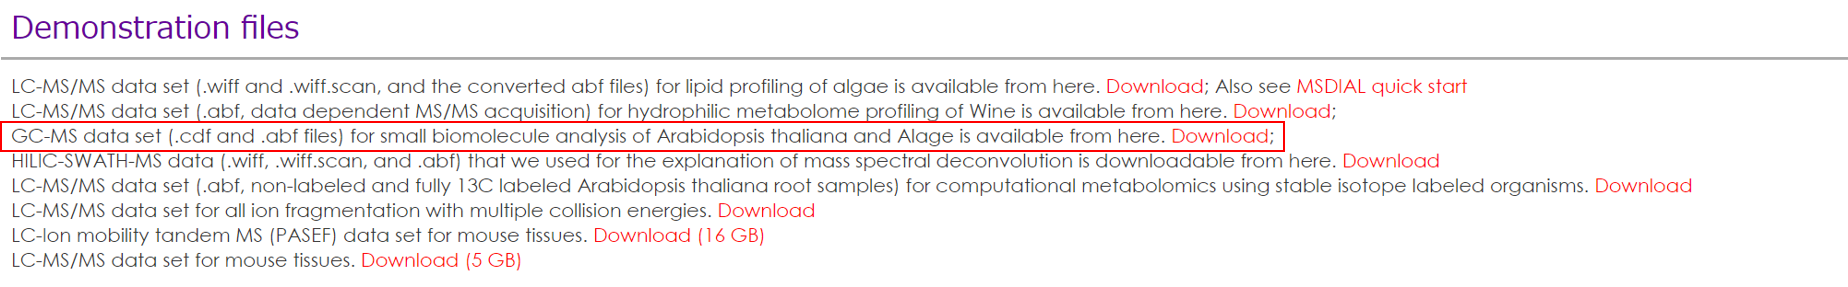 Demonstration files
LC-MS/MS data set (.wiff and .wiff.scan, and the converted abf files) for lipid profiling of algae is available from here. Download; Also see MSDIAL quick start
LC-MS/MS data set (.abf, data dependent MS/MS acquisition) for hydrophilic metabolome profiling of Wine is available from here. Download;
GC-MS data set (.cdf and .abf files) for small biomolecule analysis of Arabidopsis thaliana and Alage is available from here. Download;
HILIC-SWATH-MS data (.wiff, .wiff.scan, and .abf) that we used for the explanation of mass spectral deconvolution is downloadable from here. Download
LC-MS/MS data set (.abf, non-labeled and fully 13C labeled Arabidopsis thaliana root samples) for computational metabolomics using stable isotope labeled organisms. Download
LC-MS/MS data set for all ion fragmentation with multiple collision energies. Download
LC-Ion mobility tandem MS (PASEF) data set for mouse tissues. Download (16 GB)
LC-MS/MS data set for mouse tissues. Download (5 GB)